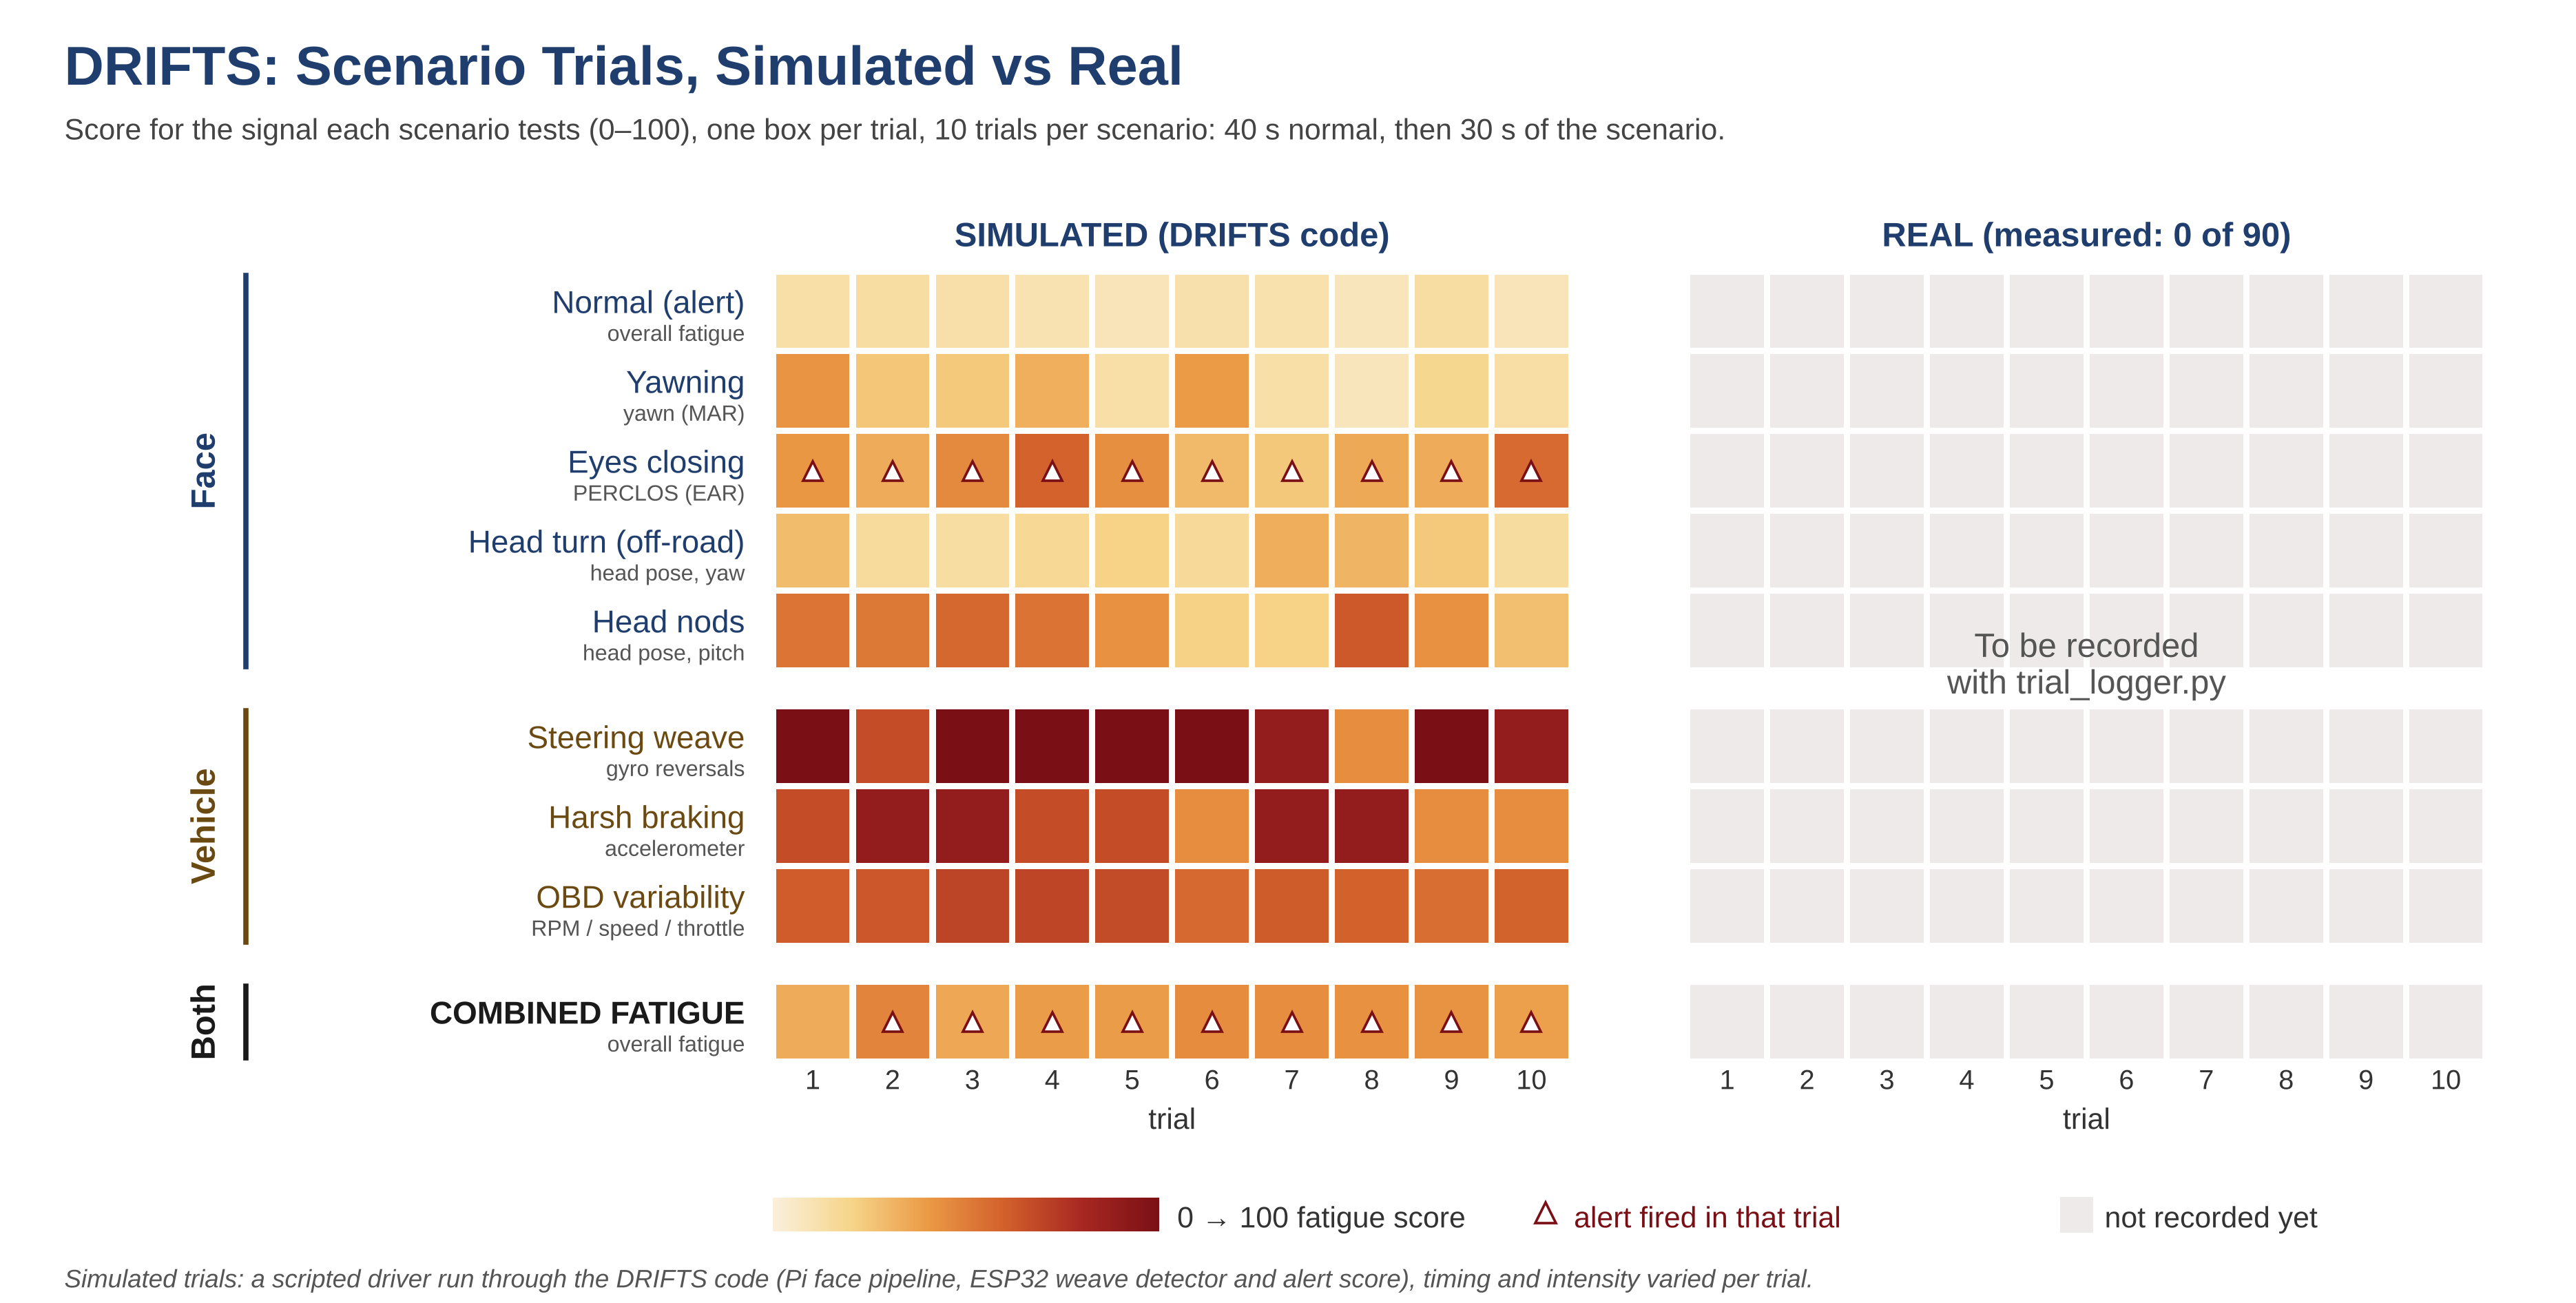 DRIFTS: Scenario Trials, Simulated vs Real
Score for the signal each scenario tests (0–100), one box per trial, 10 trials per scenario: 40 s normal, then 30 s of the scenario.
SIMULATED (DRIFTS code)
REAL (measured: 0 of 90)
Face
Normal (alert)
overall fatigue
Yawning
yawn (MAR)
Eyes closing
PERCLOS (EAR)
Head turn (off-road)
head pose, yaw
Head nods
head pose, pitch
To be recorded
with trial_logger.py
Vehicle
Steering weave
gyro reversals
Harsh braking
accelerometer
OBD variability
RPM / speed / throttle
Both
COMBINED FATIGUE
overall fatigue
1 2 3 4 5 6 7 8 9 10
trial
1 2 3 4 5 6 7 8 9 10
trial
0 → 100 fatigue score
alert fired in that trial
not recorded yet
Simulated trials: a scripted driver run through the DRIFTS code (Pi face pipeline, ESP32 weave detector and alert score), timing and intensity varied per trial.